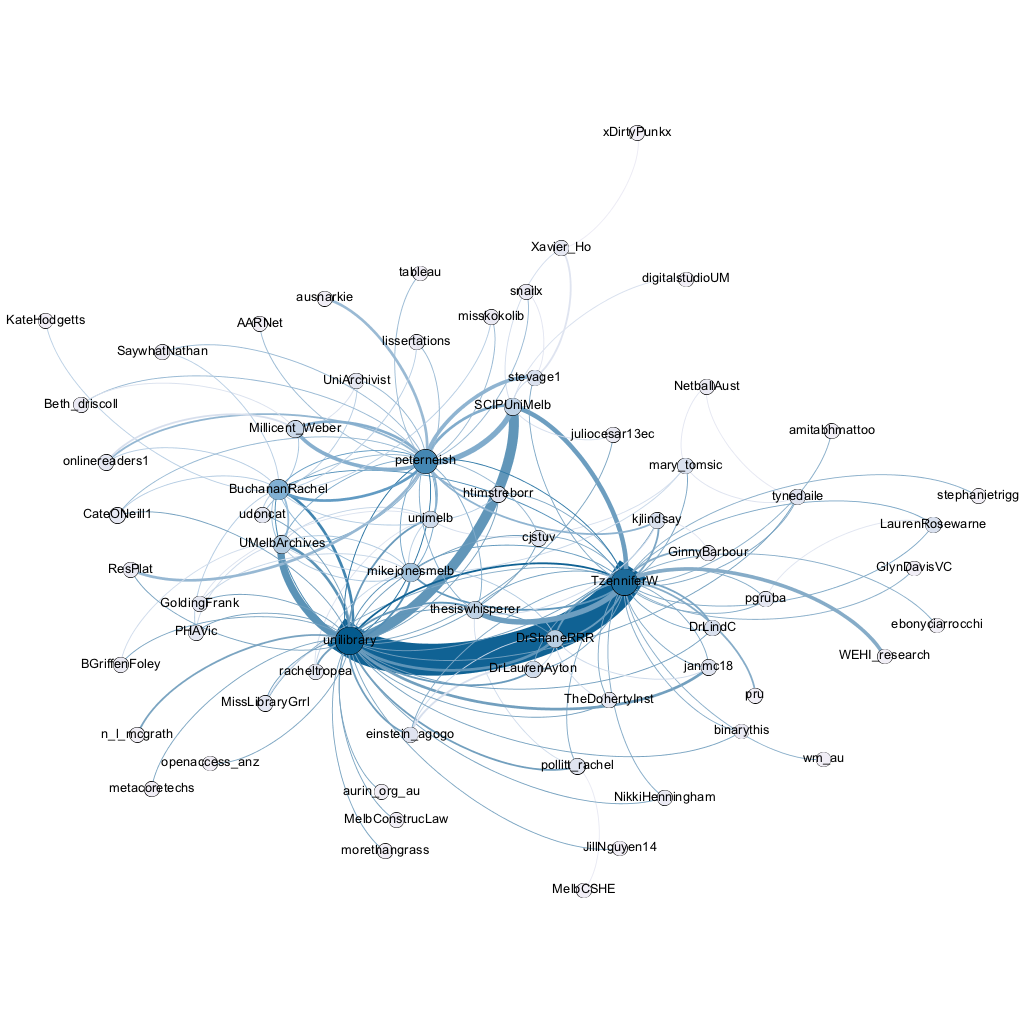 xDirtyPunkx
Xavier_Ho
tableau
digitalstudioUM
snailx
ausnarkie
misskokolib
KateHodgetts
AARNet
lissertations
SaywhatNathan
UniArchivist
stevage1
NetballAust
Beth_driscoll
SCIPUniMelb
Millicent_Weber
juliocesar13ec
amitabhmattoo
onlinereaders1
peterneish
mary_tomsic
BuchananRachel
htimstreborr
tynedaile
stephanietrigg
CateONeill1
udoncat
unimelb
kjlindsay
LaurenRosewarne
UMelbArchives
cjstuv
GinnyBarbour
ResPlat
mikejonesmelb
TzenniferW
GlynDavisVC
GoldingFrank
thesiswhisperer
pgruba
PHAVic
unilibrary
DrShaneRRR
DrLindC
ebonyciarrocchi
BGriffenFoley
racheltropea
DrLaurenAyton
janmc18
WEHI_research
MissLibraryGrrl
TheDohertyInst
pru
n_l_mcgrath
einstein_agogo
binarythis
openaccess_anz
pollitt_rachel
wm_au
metacoretechs
aurin_org_au
NikkiHenningham
MelbConstrucLaw
morethangrass
JillNguyen14
MelbCSHE